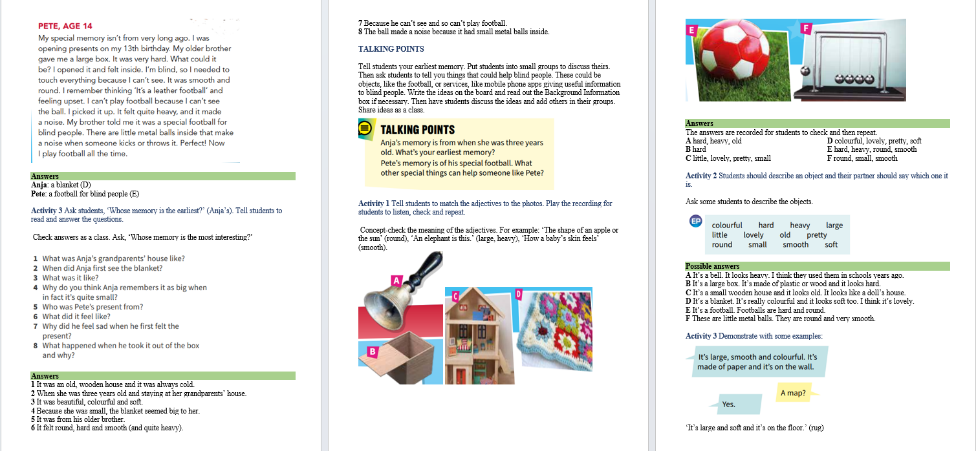 PETE, AGE 14
My special memory isn't from very long ago. I was
opening presents on my 13th birthday. My older brother
gave me a large box. It was very hard. What could it
be? I opened it and felt inside. I'm blind, so I needed to
touch everything because I can't see. It was smooth and
round. I remember thinking 'It's a leather football' and
feeling upset. I can't play football because I can't see
the ball. I picked it up. It felt quite heavy, and it made
a noise. My brother told me it was a special football for
blind people. There are little metal balls inside that make
a noise when someone kicks or throws it. Perfect! Now
I play football all the time.
Answers
Anja: a blanket (D)
Pete: a football for blind people (E)
Activity 3 Ask students, 'Whose memory is the earliest?' (Anja's). Tell students to
read and answer the questions.
Check answers as a class. Ask, 'Whose memory is the most interesting?'
1 What was Anja's grandparents' house like?
2 When did Anja first see the blanket?
3 What was it like?
4 Why do you think Anja remembers it as big when
in fact it's quite small?
5 Who was Pete's present from?
6 What did it feel like?
7 Why did he feel sad when he first felt the
present?
8 What happened when he took it out of the box
and why?
Answers
1 It was an old, wooden house and it was always cold.
2 When she was three years old and staying at her grandparents' house.
3 It was beautiful, colourful and soft.
4 Because she was small, the blanket seemed big to her.
5 It was from his older brother.
6 It felt round, hard and smooth (and quite heavy).
7 Because he can't see and so can't play football.
8 The ball made a noise because it had small metal balls inside.
TALKING POINTS
Tell students your earliest memory. Put students into small groups to discuss theirs.
Then ask students to tell you things that could help blind people. These could be
objects, like the football, or services, like mobile phone apps giving useful information
to blind people. Write the ideas on the board and read out the Background Information
box if necessary. Then have students discuss the ideas and add others in their groups.
Share ideas as a class.
TALKING POINTS
Anja's memory is from when she was three years
old. What's your earliest memory?
Pete's memory is of his special football. What
other special things can help someone like Pete?
Activity 1 Tell students to match the adjectives to the photos. Play the recording for
students to listen, check and repeat.
Concept-check the meaning of the adjectives. For example: 'The shape of an apple or
the sun' (round), 'An elephant is this.' (large, heavy), 'How a baby's skin feels'
(smooth).
A
B
C
D
E
F
Answers
The answers are recorded for students to check and then repeat.
A hard, heavy, old
B hard
C little, lovely, pretty, small
D colourful, lovely, pretty, soft
E hard, heavy, round, smooth
F round, small, smooth
Activity 2 Students should describe an object and their partner should say which one it
is.
Ask some students to describe the objects.
EP
colourful hard heavy large
little lovely old pretty
round small smooth soft
Possible answers
A It's a bell. It looks heavy. I think they used them in schools years ago.
B It's a large box. It's made of plastic or wood and it looks hard.
C It's a small wooden house and it looks old. It looks like a doll's house.
D It's a blanket. It's really colourful and it looks soft too. I think it's lovely.
E It's a football. Footballs are hard and round.
F These are little metal balls. They are round and very smooth.
Activity 3 Demonstrate with some examples:
It's large, smooth and colourful. It's
made of paper and it's on the wall.
A map?
Yes.
'It's large and soft and it's on the floor.' (rug)